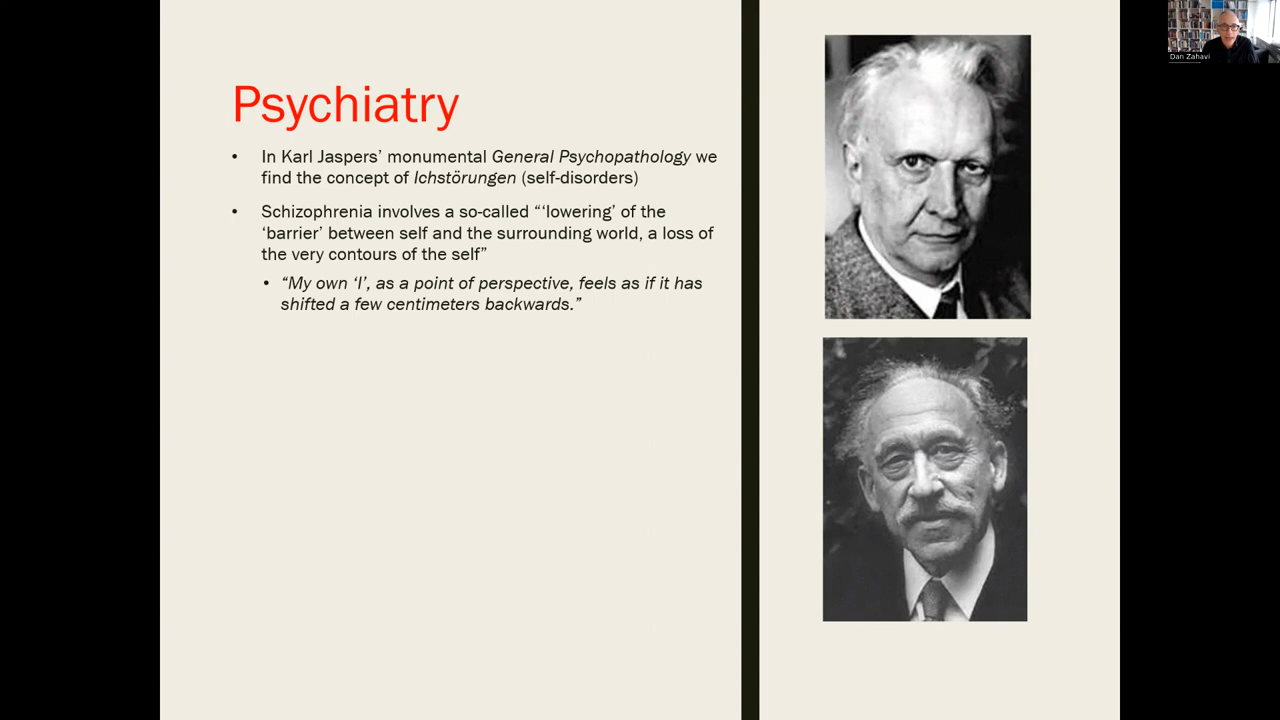 Psychiatry
• In Karl Jaspers’ monumental General Psychopathology we
find the concept of Ichstörungen (self-disorders)
• Schizophrenia involves a so-called “‘lowering’ of the
‘barrier’ between self and the surrounding world, a loss of
the very contours of the self”
• “My own ‘I’, as a point of perspective, feels as if it has
shifted a few centimeters backwards.”
Dan Zahavi